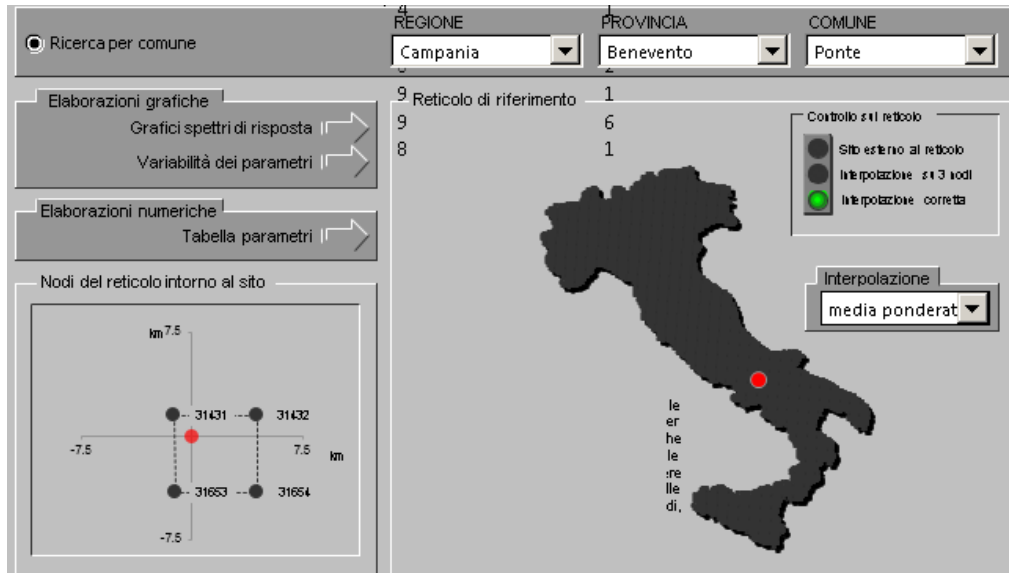 4 1
REGIONE PROVINCIA COMUNE
Ricerca per comune
Campania Benevento Ponte
2
Elaborazioni grafiche
9 Reticolo di riferimento 1
Grafici spettri di risposta
9 6
Variabilità dei parametri
8 1
Controllo sul reticolo
Sito esterno al reticolo
Interpolazione su 3 nodi
Interpolazione corretta
Elaborazioni numeriche
Tabella parametri
Nodi del reticolo intorno al sito
Interpolazione
media ponderat
km 7.5
31431 31432
-7.5 7.5 km
31653 31654
-7.5
le
er
he
le
:re
lle
di,